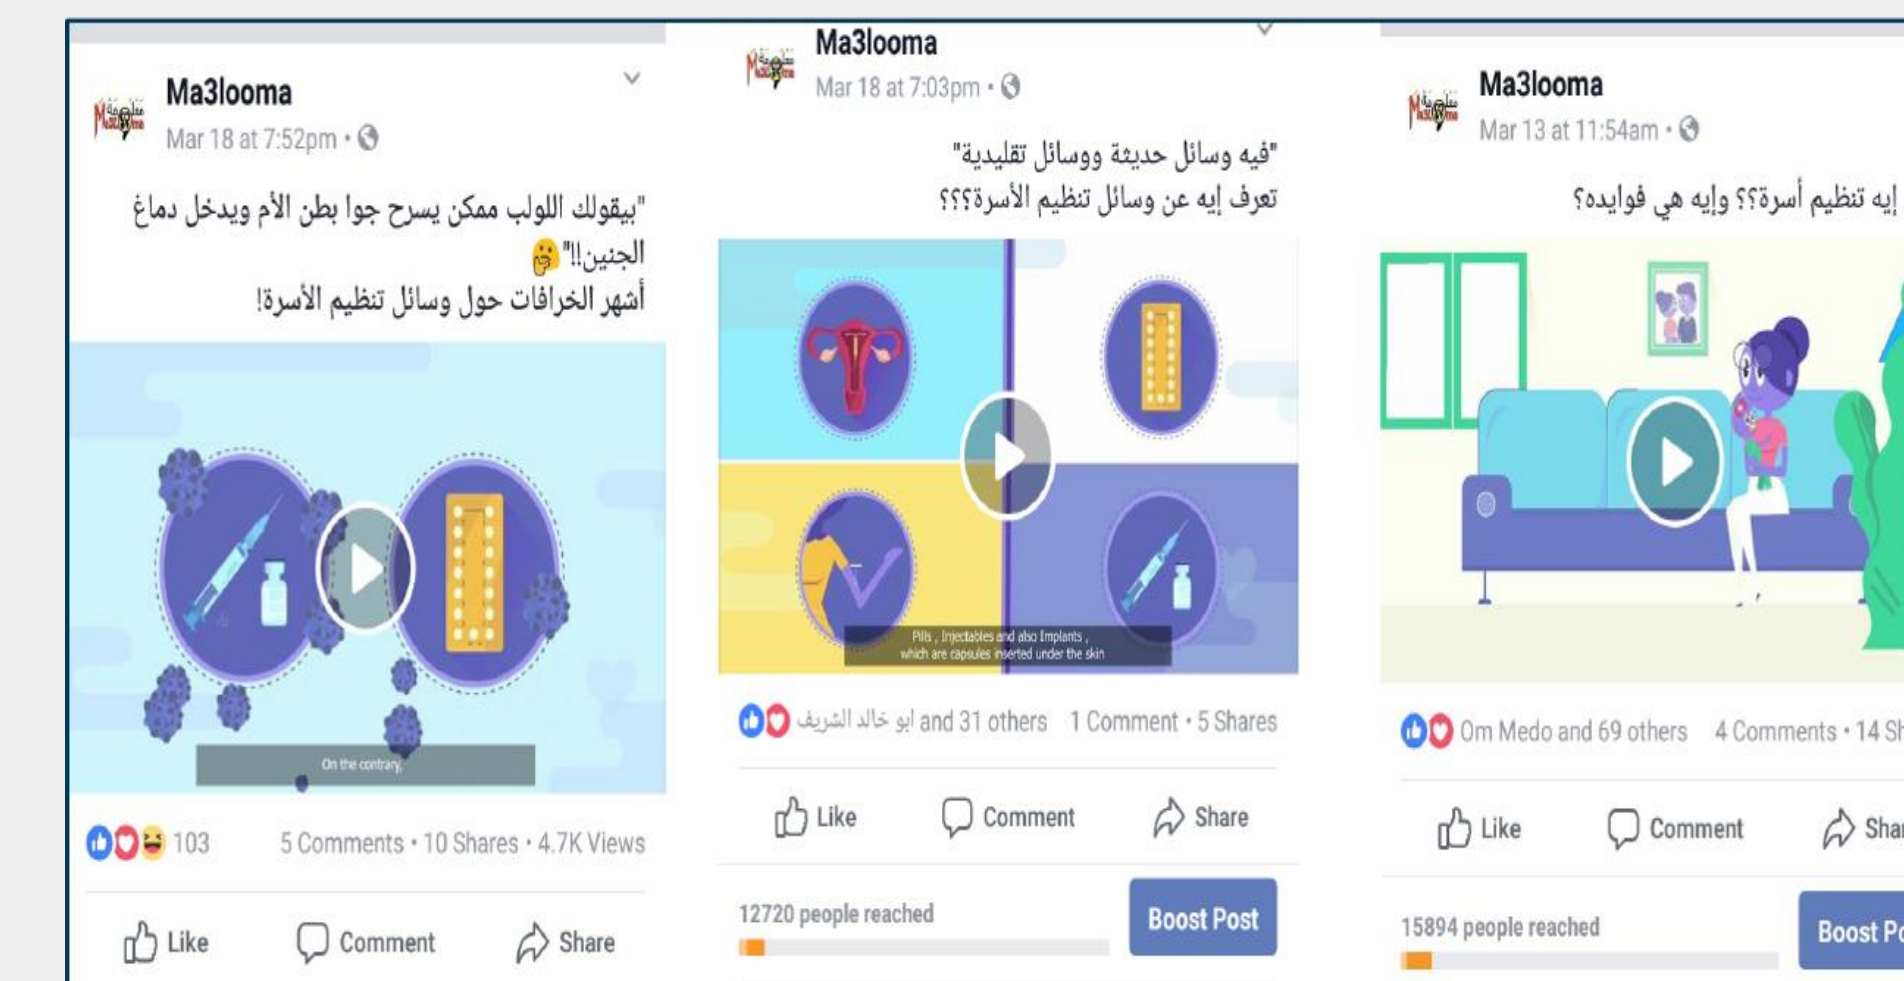 Ma3looma
Mar 18 at 7:52pm
"بيقولك اللولب ممكن يسرح جوا بطن الأم ويدخل دماغ
الجنين!!"🤔
أشهر الخرافات حول وسائل تنظيم الأسرة!
On the contrary,
103
5 Comments • 10 Shares • 4.7K Views
Like
Comment
Share
Ma3looma
Mar 18 at 7:03pm
"فيه وسائل حديثة ووسائل تقليدية"
تعرف إيه عن وسائل تنظيم الأسرة؟؟؟
Pills , Injectables and also Implants ,
which are capsules inserted under the skin
ابو خالد الشريف and 31 others
1 Comment • 5 Shares
Like
Comment
Share
12720 people reached
Boost Post
Ma3looma
Mar 13 at 11:54am
إيه تنظيم أسرة؟؟ وإيه هي فوايده؟
Om Medo and 69 others
4 Comments • 14 Sh
Like
Comment
Shar
15894 people reached
Boost Po